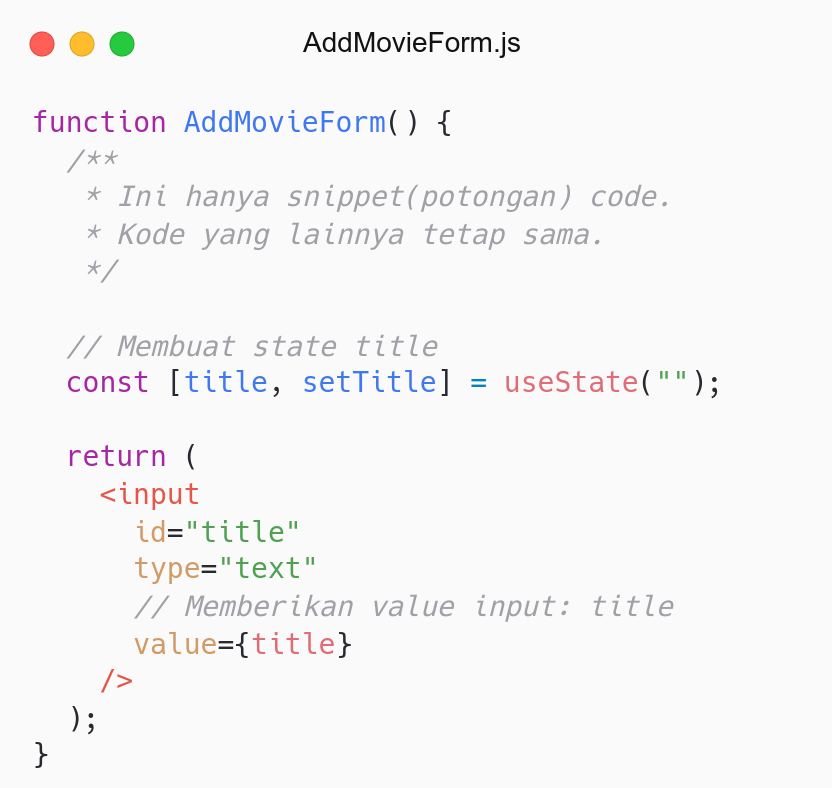 AddMovieForm.js
function AddMovieForm() {
  /**
   * Ini hanya snippet(potongan) code.
   * Kode yang lainnya tetap sama.
   */
  // Membuat state title
  const [title, setTitle] = useState("");
  return (
    <input
      id="title"
      type="text"
      // Memberikan value input: title
      value={title}
    />
  );
}